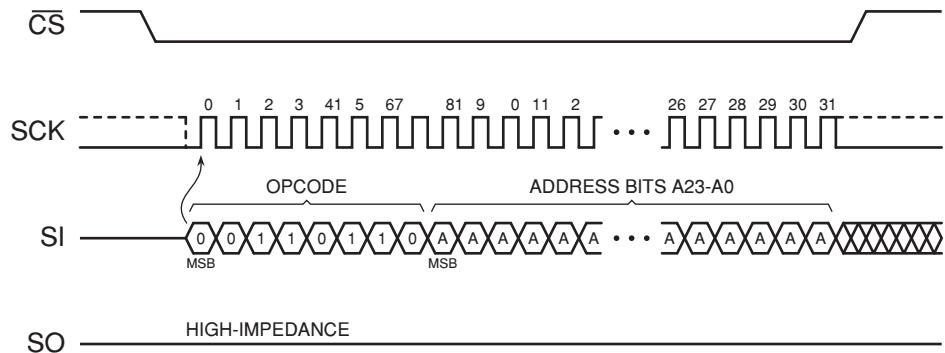 CS
0 1 2 3 41 5 67 81 9 0 11 2 26 27 28 29 30 31
SCK
OPCODE ADDRESS BITS A23-A0
SI 0 0 1 1 0 1 1 0 A A A A A A A A A A A A
MSB MSB
HIGH-IMPEDANCE
SO